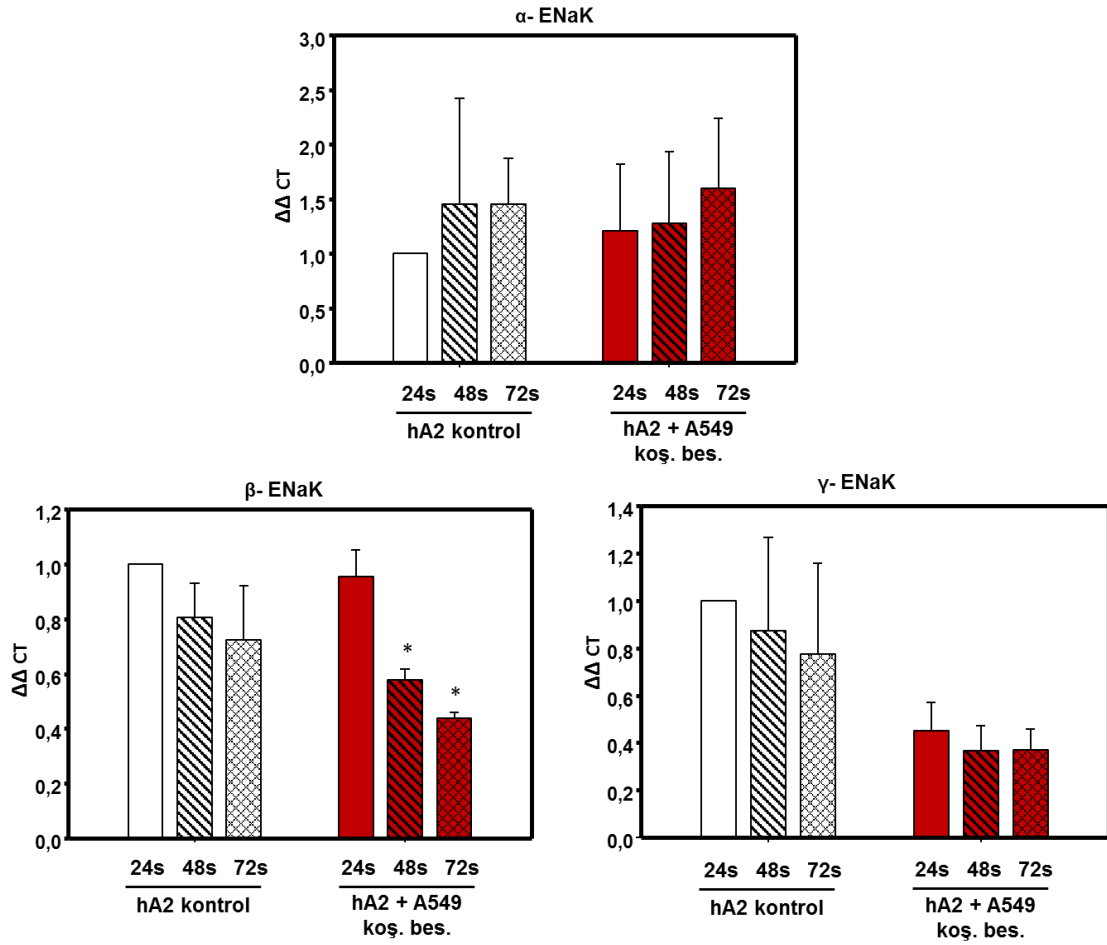 α- ENaK
3,0
2,5
2,0
1,5
1,0
0,5
0,0
ΔΔ CT
24s 48s 72s 24s 48s 72s
hA2 kontrol hA2 + A549
koş. bes.
β- ENaK
1,2
1,0
0,8
0,6
0,4
0,2
0,0
ΔΔ CT
*
*
24s 48s 72s 24s 48s 72s
hA2 kontrol hA2 + A549
koş. bes.
γ- ENaK
1,4
1,2
1,0
0,8
0,6
0,4
0,2
0,0
ΔΔ CT
24s 48s 72s 24s 48s 72s
hA2 kontrol hA2 + A549
koş. bes.